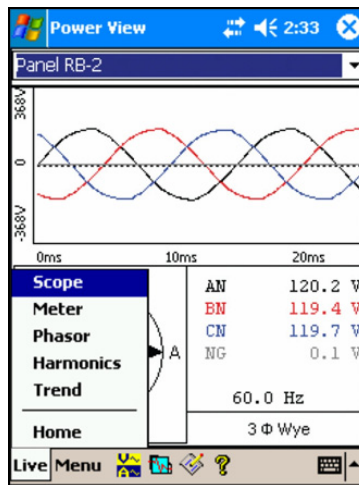 Power View 2:33
Panel RB-2
368V
0
-368V
0ms 10ms 20ms
Scope
Meter
Phasor
Harmonics
Trend
Home
A
AN 120.2 V
BN 119.4 V
CN 119.7 V
NG 0.1 V
60.0 Hz
3 Φ Wye
Live Menu